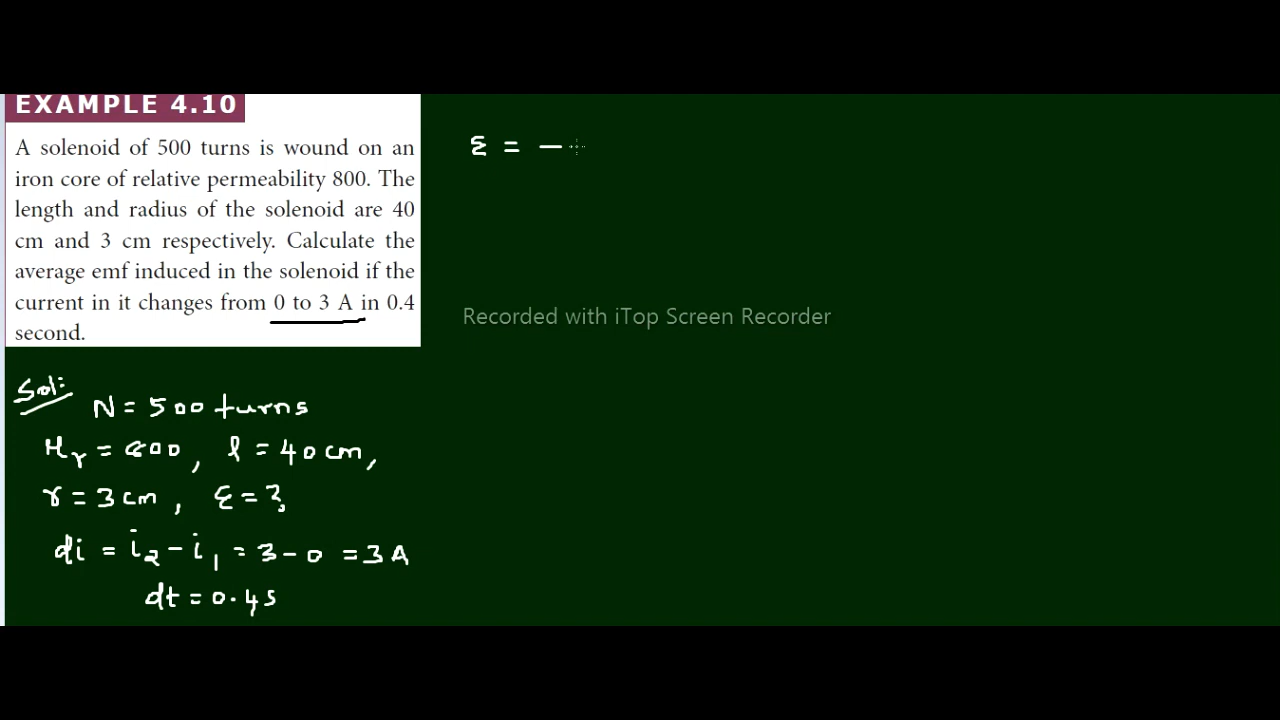 EXAMPLE 4.10
A solenoid of 500 turns is wound on an
iron core of relative permeability 800. The
length and radius of the solenoid are 40
cm and 3 cm respectively. Calculate the
average emf induced in the solenoid if the
current in it changes from 0 to 3 A in 0.4
second.
Sol:
N = 500 turns
μr = 800, l = 40 cm,
r = 3 cm, ε = ?
di = i2 − i1 = 3 − 0 = 3 A
dt = 0.4 s
ε = −
Recorded with iTop Screen Recorder